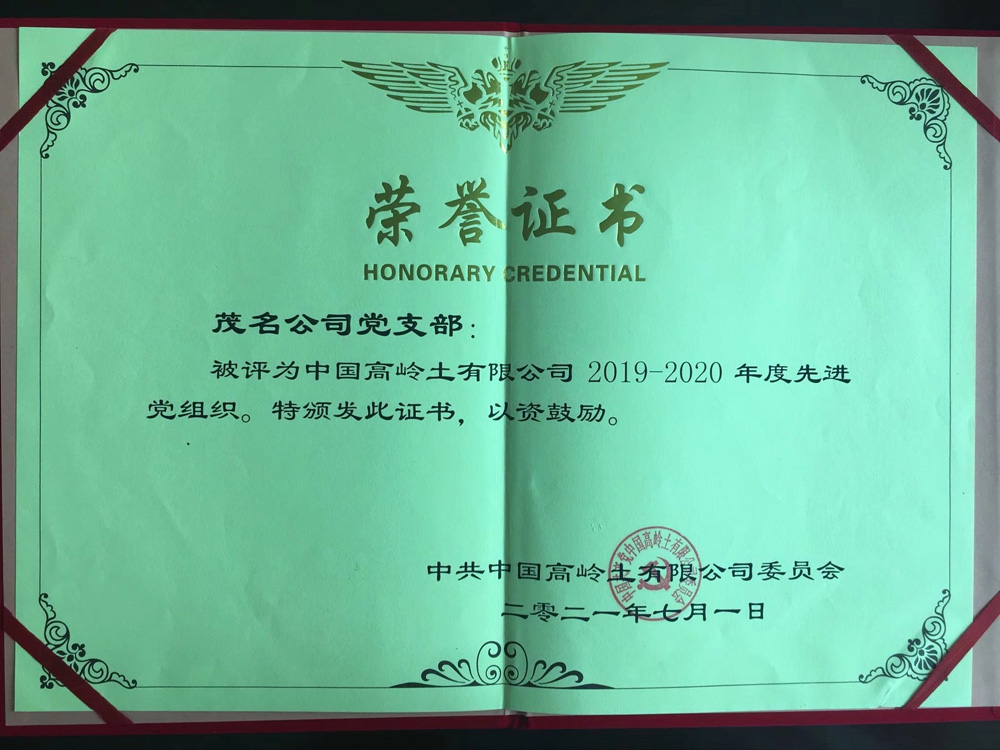 荣誉证书
HONORARY CREDENTIAL
茂名公司党支部：
被评为中国高岭土有限公司 2019-2020 年度先进
党组织。特颁发此证书，以资鼓励。
中共中国高岭土有限公司委员会
二零二一年七月一日